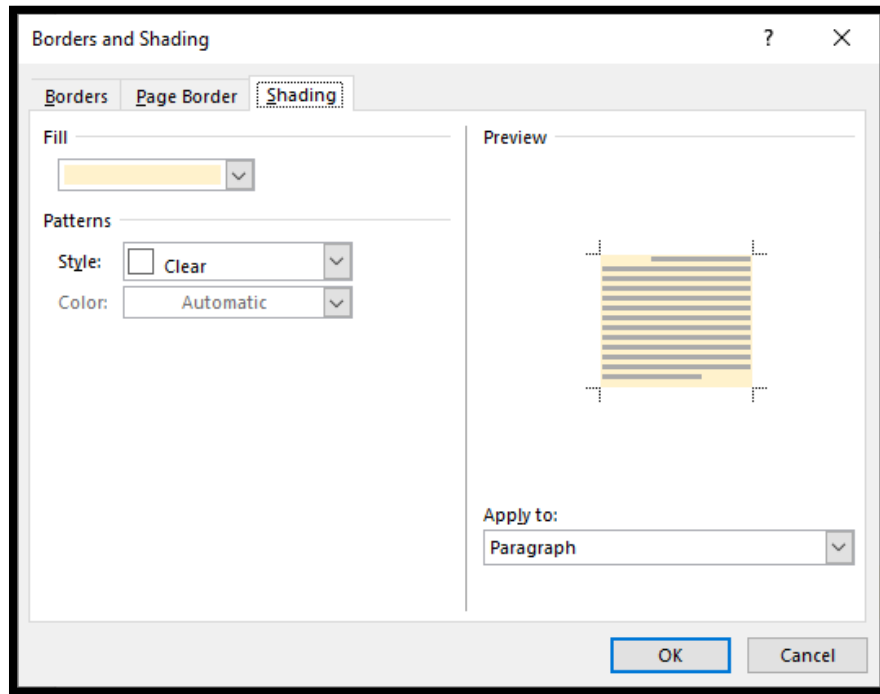 Borders and Shading ?
Borders Page Border Shading
Fill
Patterns
Style: Clear
Color: Automatic
Preview
Apply to:
Paragraph
OK Cancel